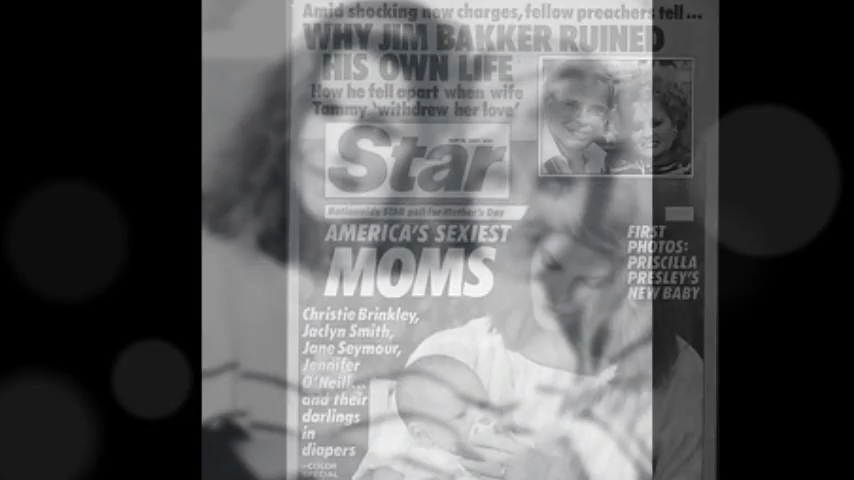 Amid shocking new charges, fellow preachers tell...
WHY JIM BAKKER RUINED
HIS OWN LIFE
How he fell apart when wife
Tammy 'withdrew her love'
Star
Nationwide STAR poll for Mother's Day
AMERICA'S SEXIEST
MOMS
FIRST
PHOTOS:
PRISCILLA
PRESLEY'S
NEW BABY
Christie Brinkley,
Jaclyn Smith,
Jane Seymour,
Jennifer
O'Neill...
and their
darlings
in
diapers
—COLOR
SPECIAL